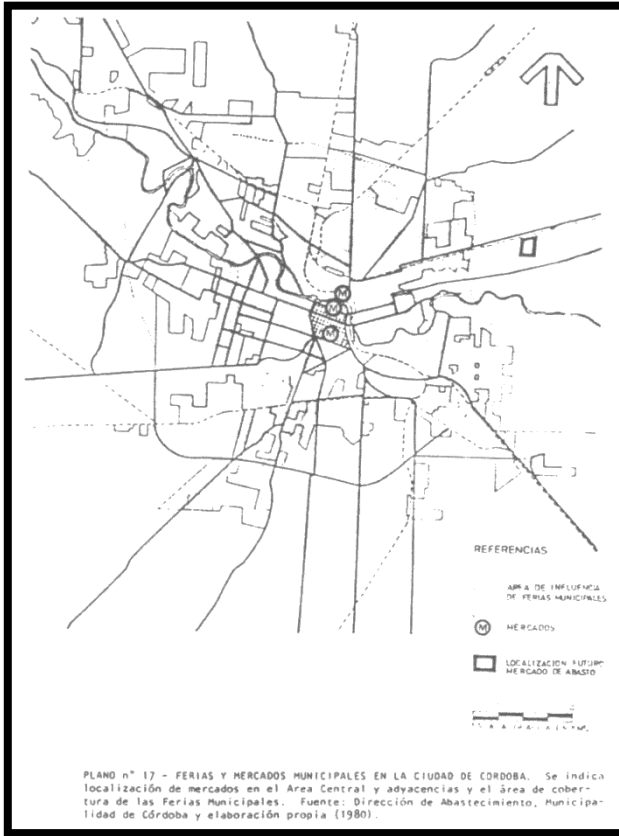 M
M
M
REFERENCIAS
AREA DE INFLUENCIA
DE FERIAS MUNICIPALES
M MERCADOS
LOCALIZACION FUTURO
MERCADO DE ABASTO
PLANO n° 17 - FERIAS Y MERCADOS MUNICIPALES EN LA CIUDAD DE CORDOBA. Se indica
localización de mercados en el Area Central y adyacencias y el área de cober-
tura de las Ferias Municipales. Fuente: Dirección de Abastecimiento, Municipa-
lidad de Córdoba y elaboración propia (1980).